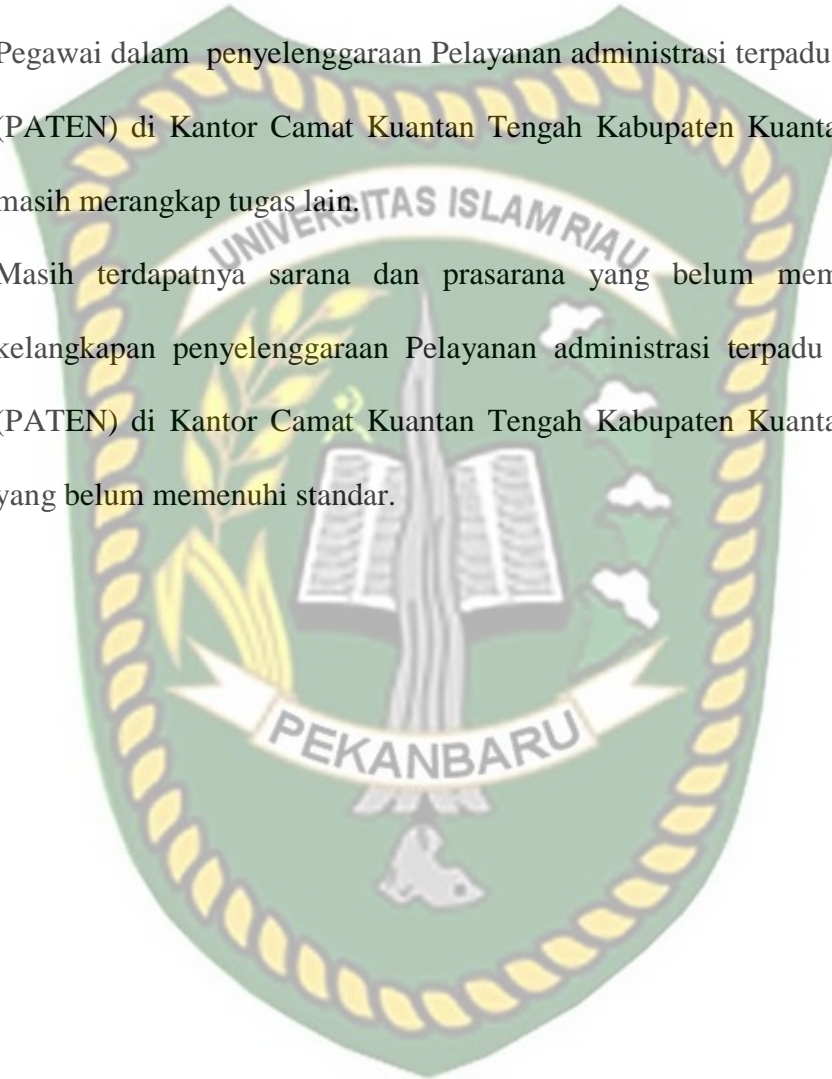 Pegawai dalam penyelenggaraan Pelayanan administrasi terpadu
(PATEN) di Kantor Camat Kuantan Tengah Kabupaten
masih merangkap tugas lain.
UNIVERSITAS ISLAM RIAU
Masih terdapatnya sarana dan prasarana yang belum
kelangkapan penyelenggaraan Pelayanan administrasi terpadu
(PATEN) di Kantor Camat Kuantan Tengah Kabupaten
yang belum memenuhi standar.
PEKANBARU